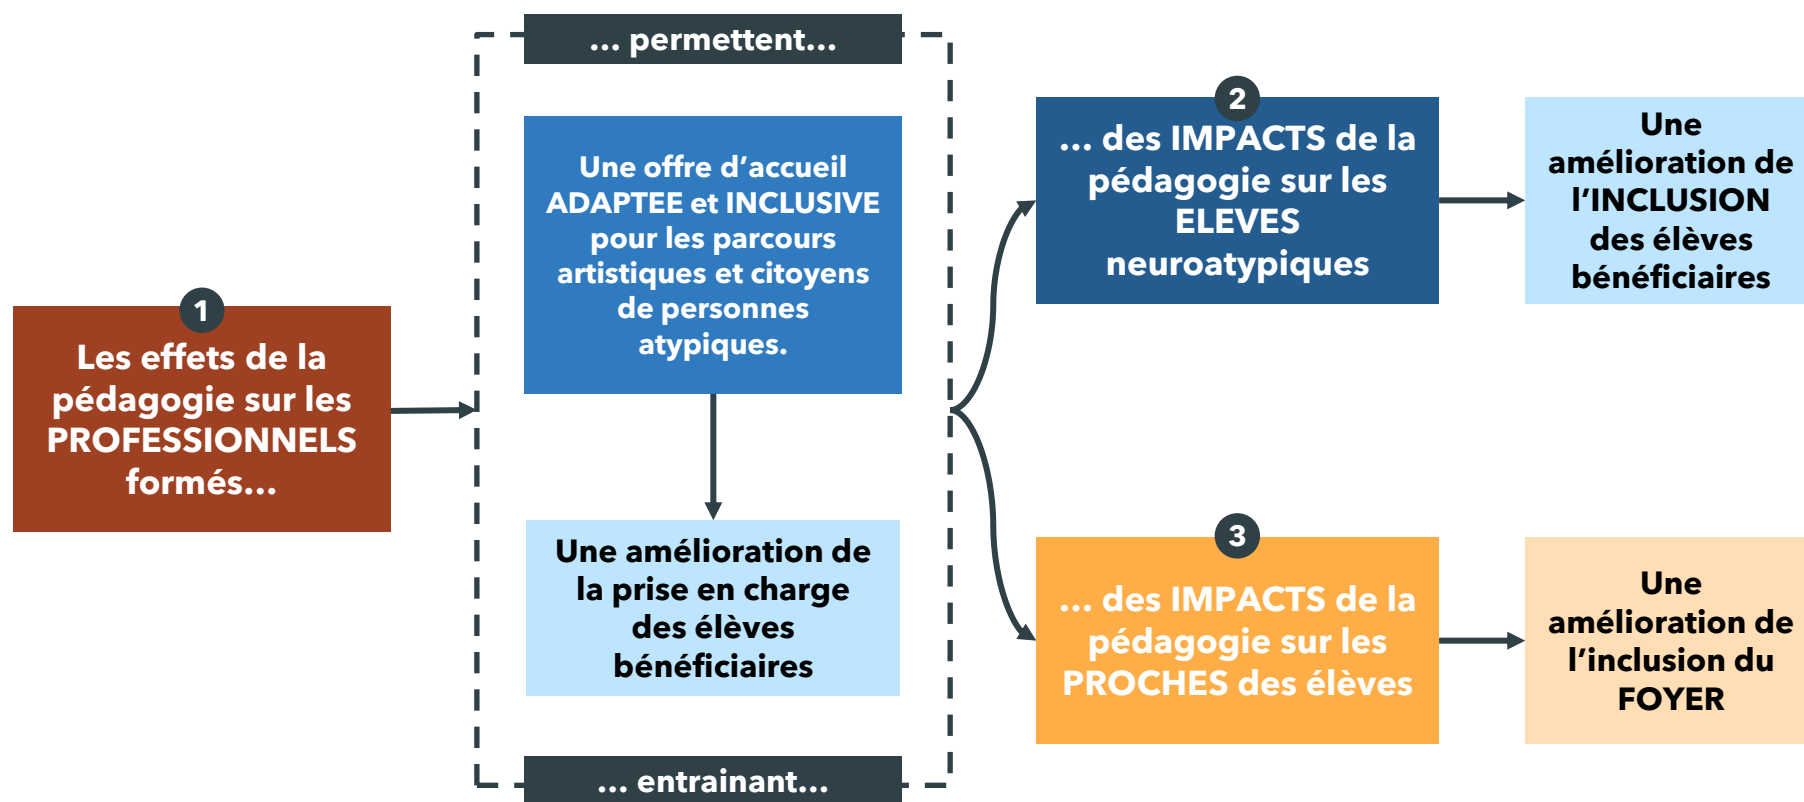 1
Les effets de la
pédagogie sur les
PROFESSIONNELS
formés…
… permettent…
Une offre d’accueil
ADAPTEE et INCLUSIVE
pour les parcours
artistiques et citoyens
de personnes
atypiques.
Une amélioration de
la prise en charge
des élèves
bénéficiaires
… entrainant…
2
… des IMPACTS de la
pédagogie sur les
ELEVES
neuroatypiques
Une
amélioration de
l’INCLUSION
des élèves
bénéficiaires
3
… des IMPACTS de la
pédagogie sur les
PROCHES des élèves
Une
amélioration de
l’inclusion du
FOYER